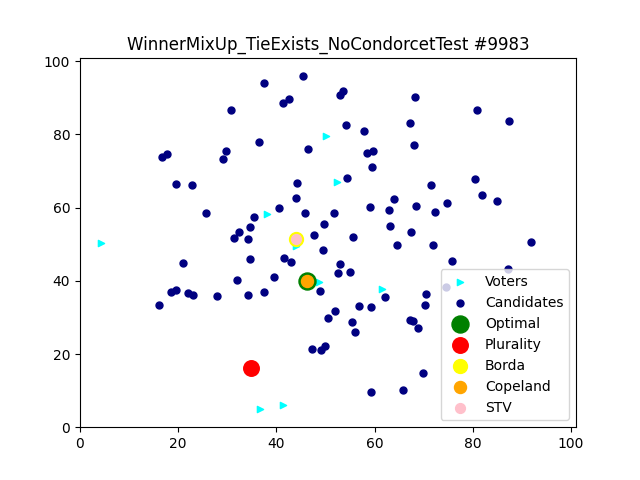 WinnerMixUp_TieExists_NoCondorcetTest #9983
100
80
60
40
20
0
0 20 40 60 80 100
Voters
Candidates
Optimal
Plurality
Borda
Copeland
STV